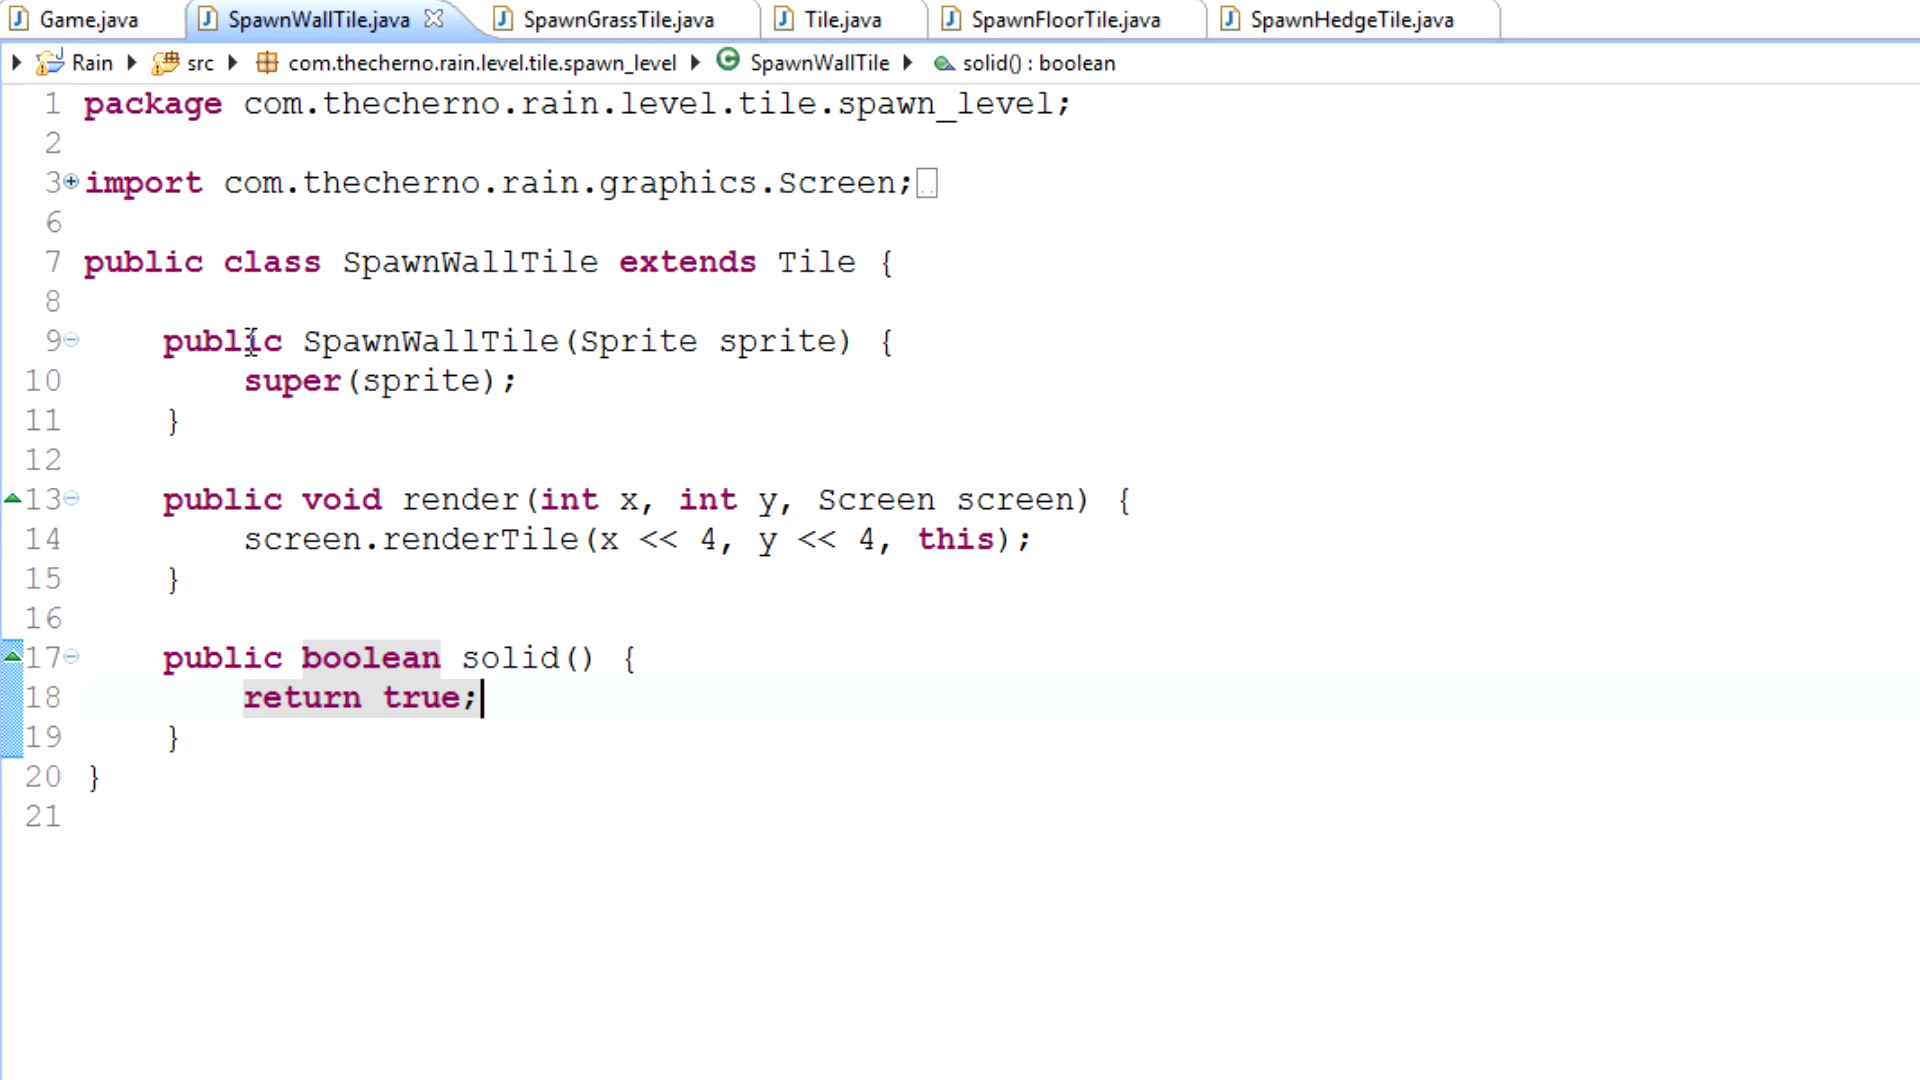 Game.java SpawnWallTile.java SpawnGrassTile.java Tile.java SpawnFloorTile.java SpawnHedgeTile.java
Rain src com.thecherno.rain.level.tile.spawn_level SpawnWallTile solid() : boolean
1 package com.thecherno.rain.level.tile.spawn_level;
2
3 import com.thecherno.rain.graphics.Screen;
6
7 public class SpawnWallTile extends Tile {
8
9 public SpawnWallTile(Sprite sprite) {
10 super(sprite);
11 }
12
13 public void render(int x, int y, Screen screen) {
14 screen.renderTile(x << 4, y << 4, this);
15 }
16
17 public boolean solid() {
18 return true;
19 }
20 }
21